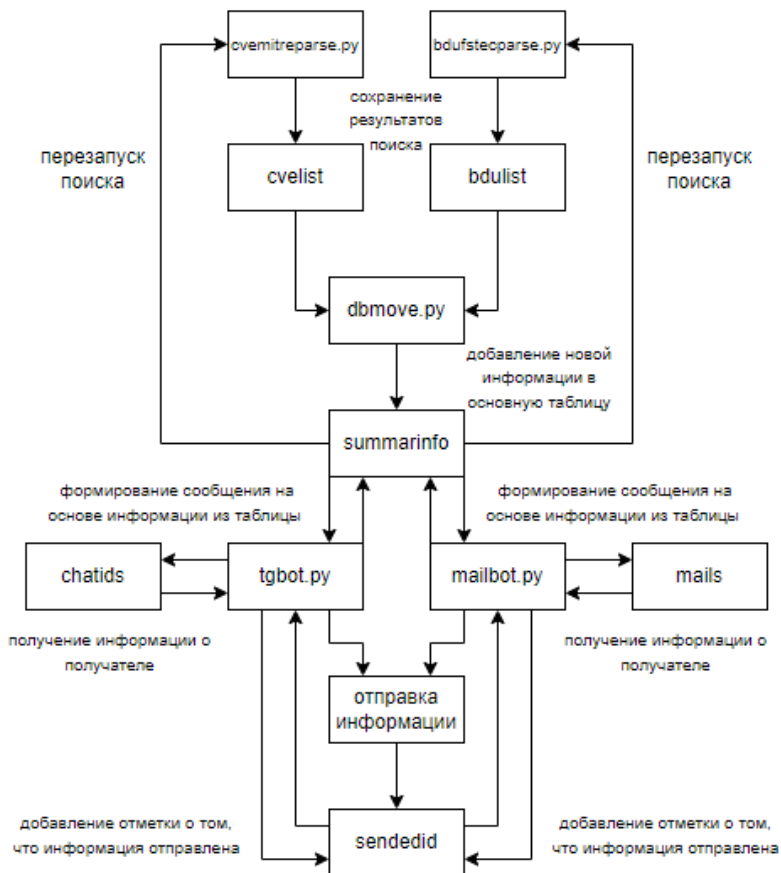 cvemitreparse.py
bdufstecparse.py
сохранение
результатов
поиска
перезапуск
поиска
перезапуск
поиска
cvelist
bdulist
dbmove.py
добавление новой
информации в
основную таблицу
summarinfo
формирование сообщения на
основе информации из таблицы
формирование сообщения на
основе информации из таблицы
chatids
tgbot.py
mailbot.py
mails
получение информации о
получателе
получение информации о
получателе
отправка
информации
добавление отметки о том,
что информация отправлена
sendedid
добавление отметки о том,
что информация отправлена